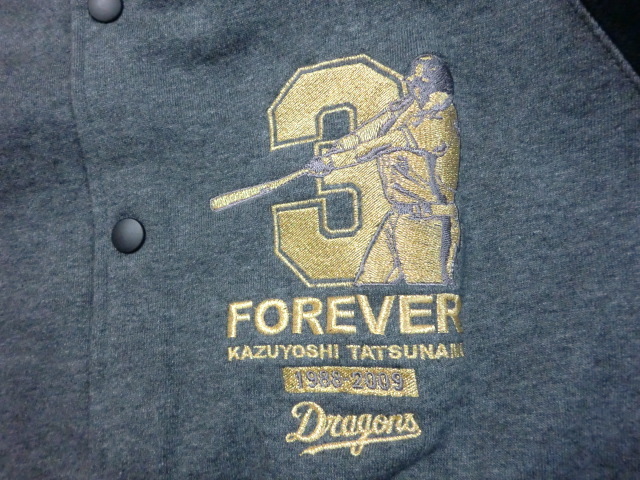 3
FOREVER
KAZUYOSHI TATSUNAMI
1988-2009
Dragons